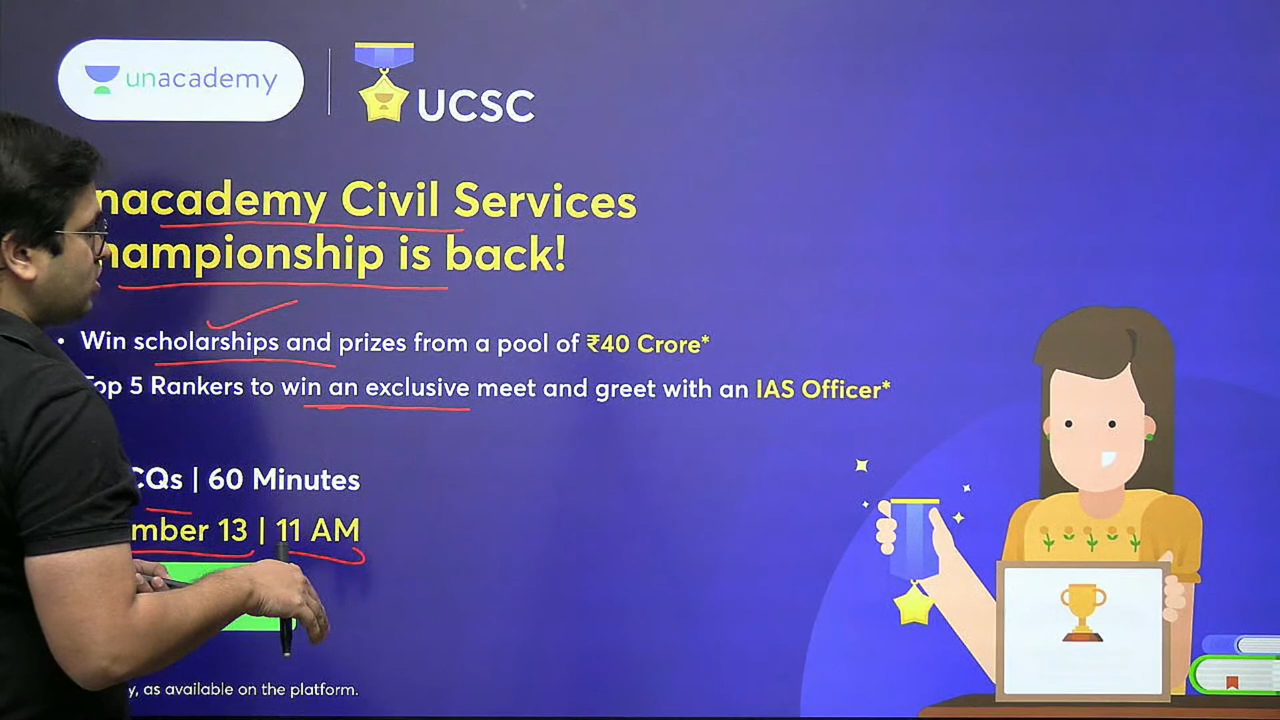 unacademy
UCSC
nacademy Civil Services
hampionship is back!
• Win scholarships and prizes from a pool of ₹40 Crore*
Top 5 Rankers to win an exclusive meet and greet with an IAS Officer*
CQs | 60 Minutes
mber 13 | 11 AM
y, as available on the platform.